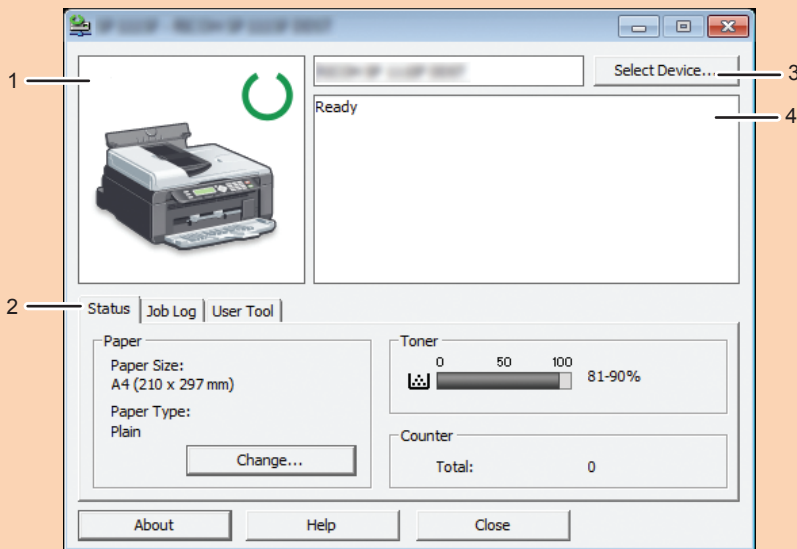 1
Select Device...
3
Ready
4
2
Status
Job Log
User Tool
Paper
Paper Size:
A4 (210 x 297 mm)
Paper Type:
Plain
Change...
Toner
0 50 100
81-90%
Counter
Total: 0
About
Help
Close